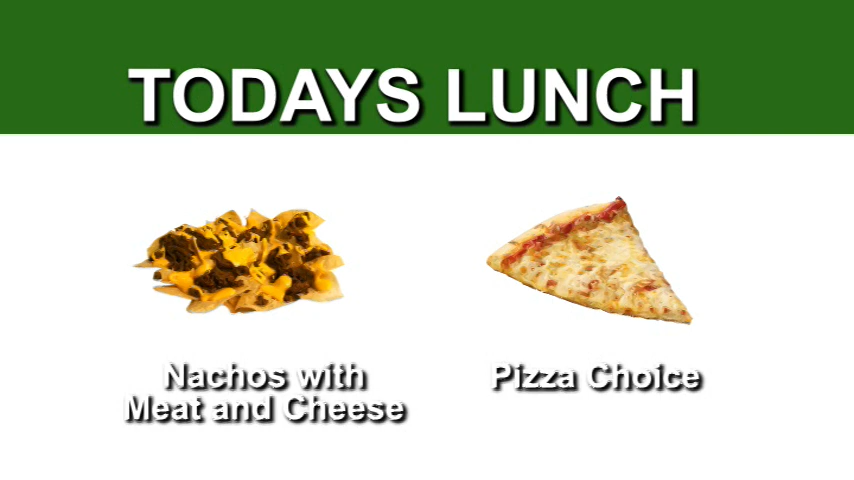 TODAYS LUNCH
Nachos with
Meat and Cheese
Pizza Choice